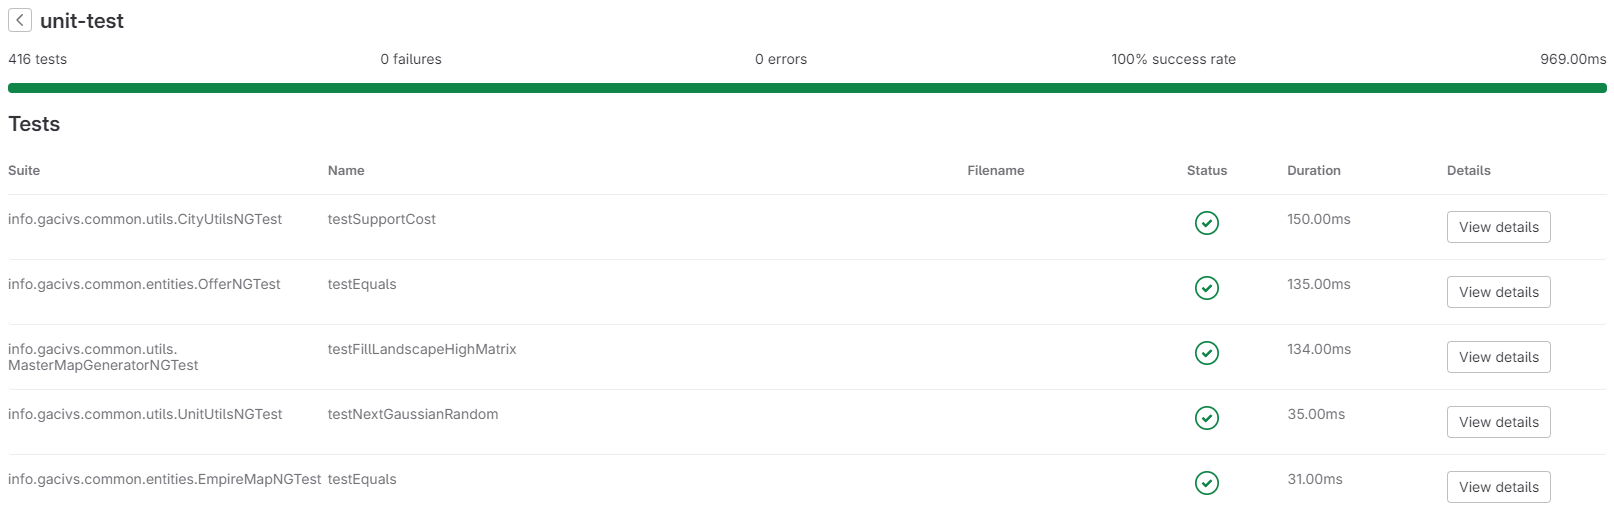 unit-test
416 tests 0 failures 0 errors 100% success rate 969.00ms
Tests
Suite Name Filename Status Duration Details
info.gacivs.common.utils.CityUtilsNGTest testSupportCost 150.00ms View details
info.gacivs.common.entities.OfferNGTest testEquals 135.00ms View details
info.gacivs.common.utils. testFillLandscapeHighMatrix 134.00ms View details
MasterMapGeneratorNGTest
info.gacivs.common.utils.UnitUtilsNGTest testNextGaussianRandom 35.00ms View details
info.gacivs.common.entities.EmpireMapNGTest testEquals 31.00ms View details